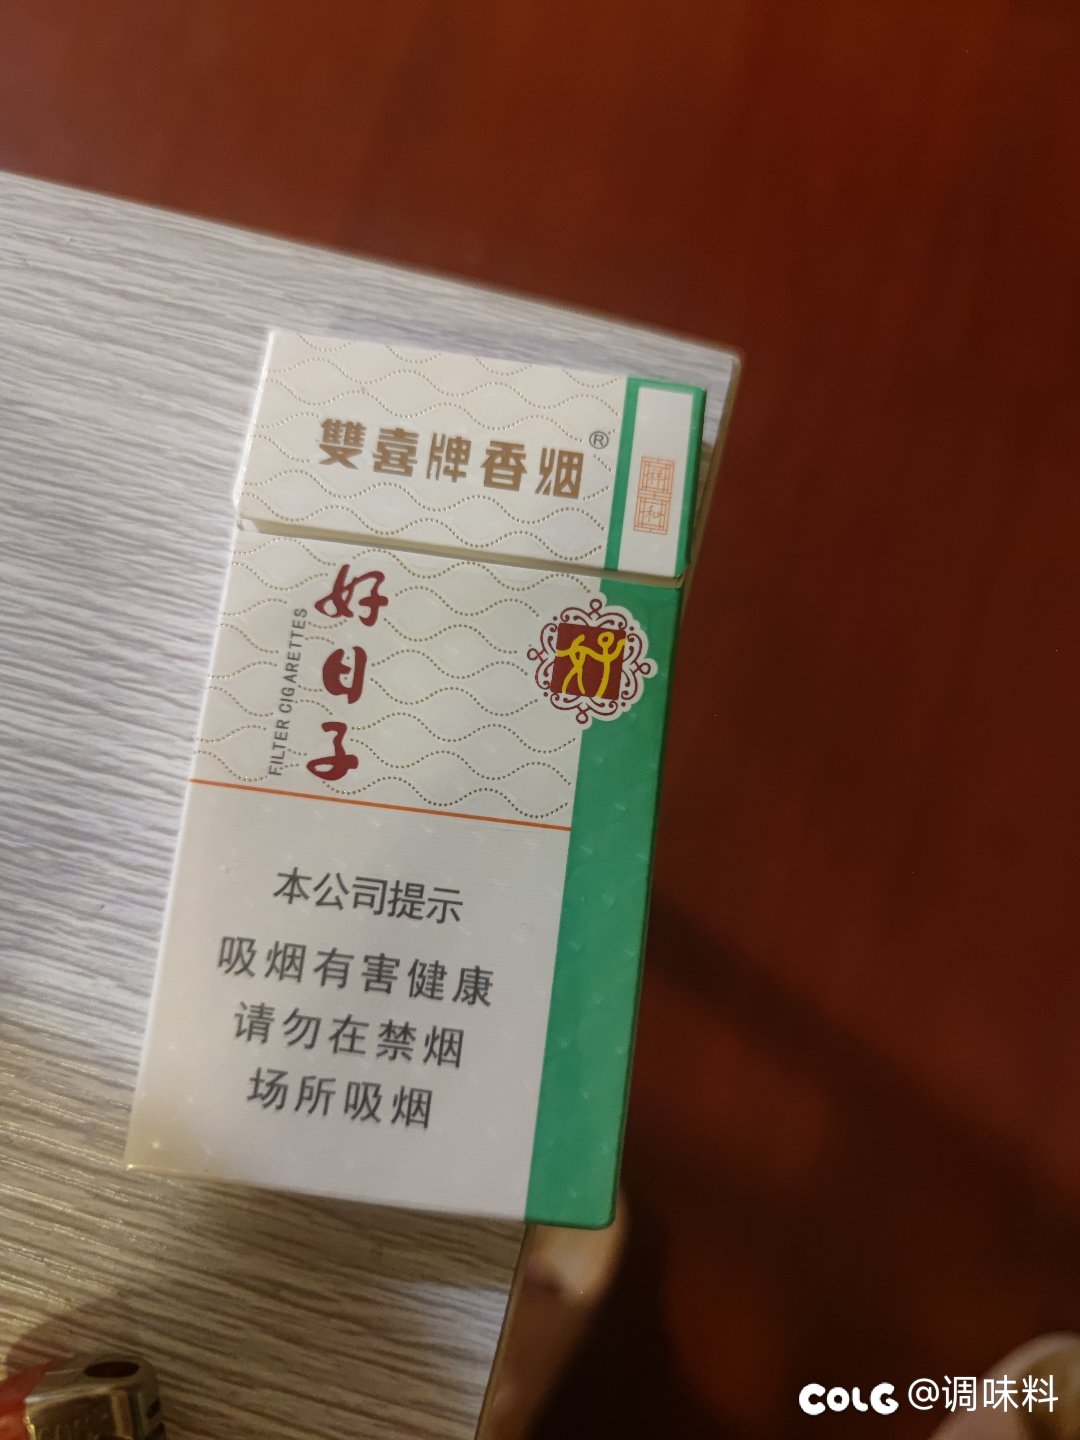 雙喜牌香烟®
好日子
FILTER CIGARETTES
好
本公司提示
吸烟有害健康
请勿在禁烟
场所吸烟
COLG @调味料